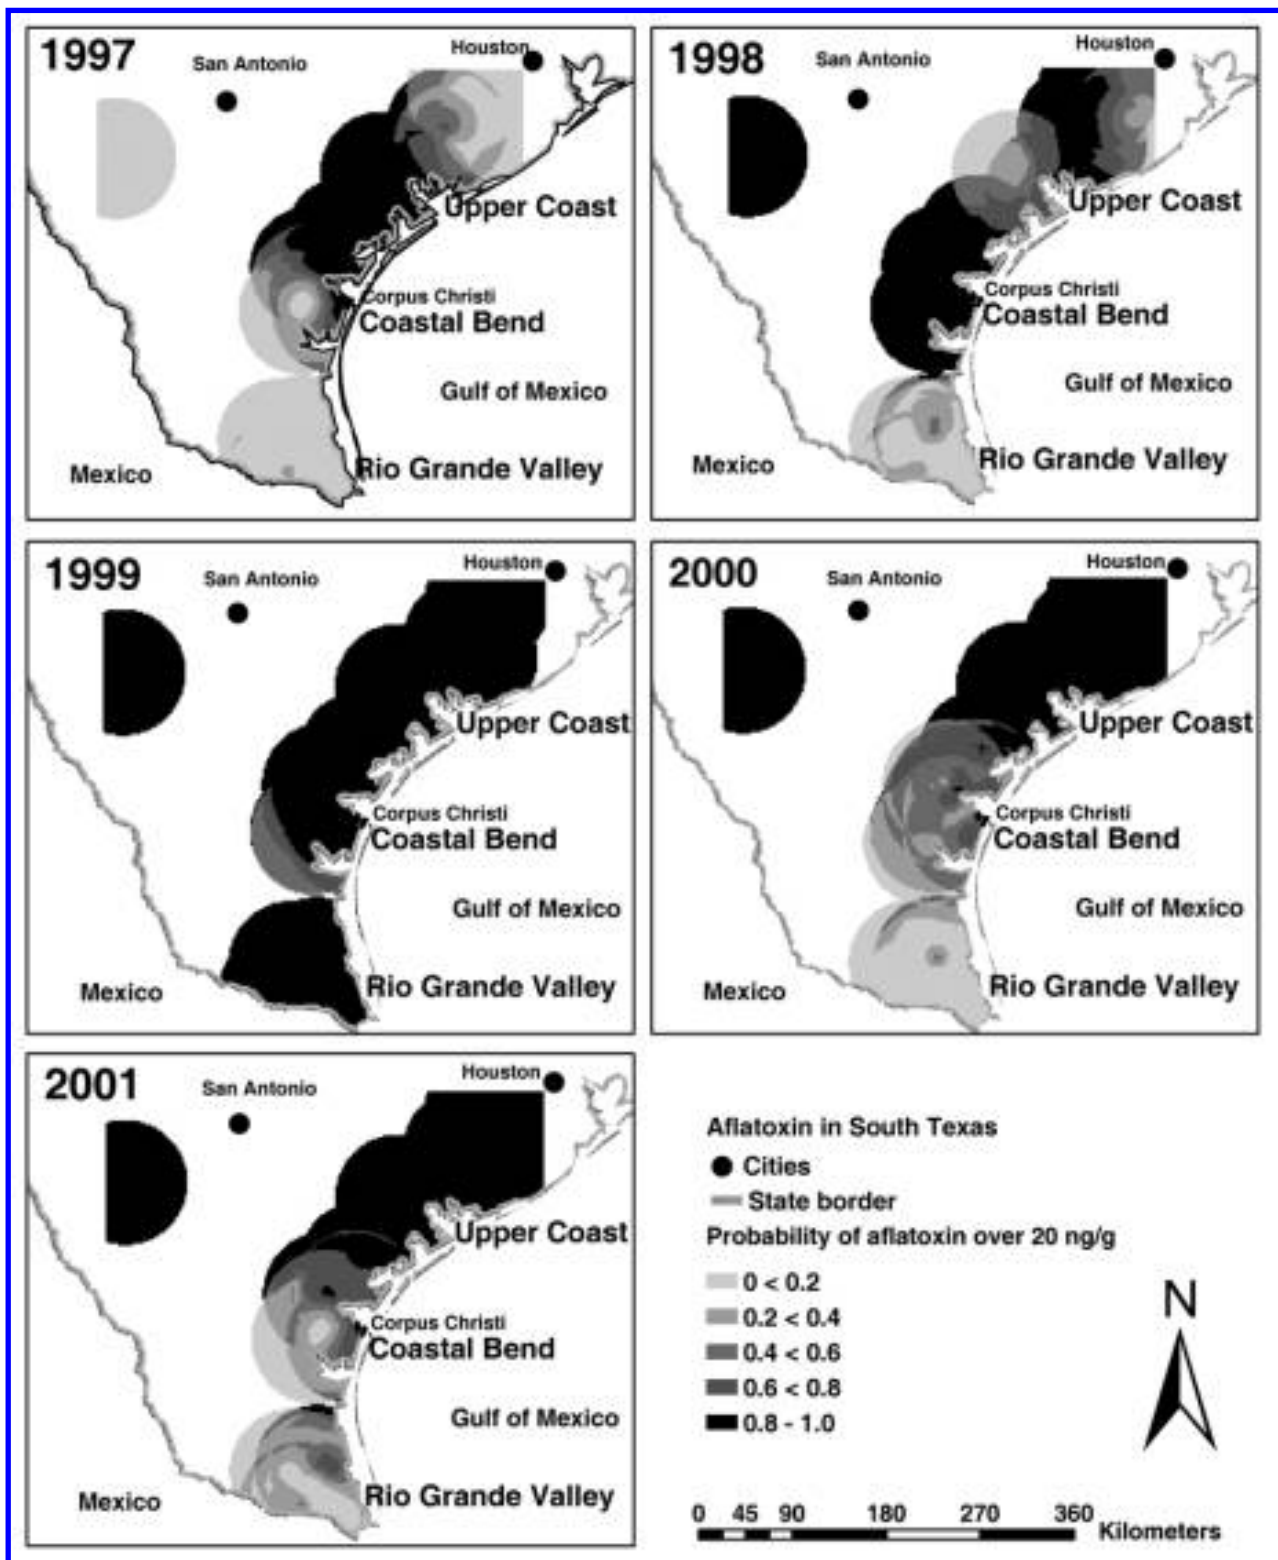 1997
San Antonio
Houston
Upper Coast
Corpus Christi
Coastal Bend
Gulf of Mexico
Mexico
Rio Grande Valley
1998
San Antonio
Houston
Upper Coast
Corpus Christi
Coastal Bend
Gulf of Mexico
Mexico
Rio Grande Valley
1999
San Antonio
Houston
Upper Coast
Corpus Christi
Coastal Bend
Gulf of Mexico
Mexico
Rio Grande Valley
2000
San Antonio
Houston
Upper Coast
Corpus Christi
Coastal Bend
Gulf of Mexico
Mexico
Rio Grande Valley
2001
San Antonio
Houston
Upper Coast
Corpus Christi
Coastal Bend
Gulf of Mexico
Mexico
Rio Grande Valley
Aflatoxin in South Texas
Cities
State border
Probability of aflatoxin over 20 ng/g
0 < 0.2
0.2 < 0.4
0.4 < 0.6
0.6 < 0.8
0.8 - 1.0
N
0 45 90 180 270 360
Kilometers